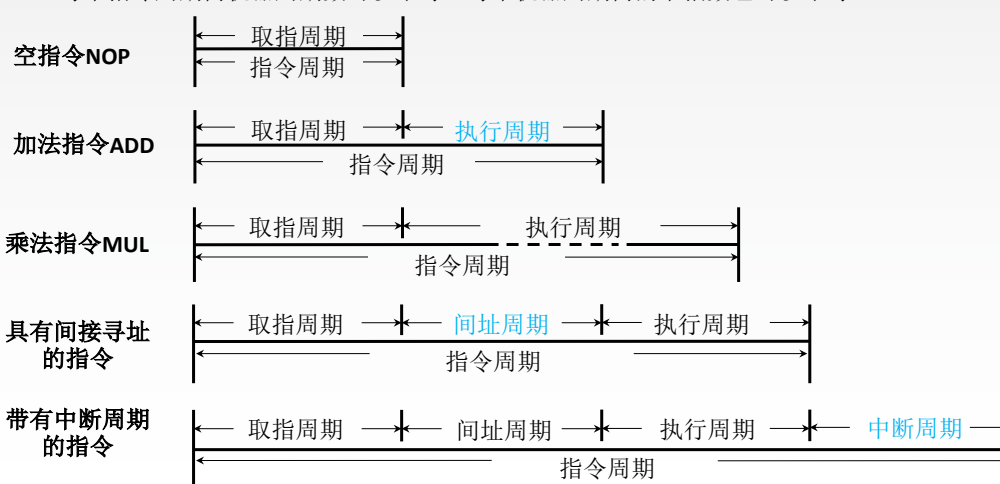 取指周期
空指令NOP
指令周期
取指周期
执行周期
加法指令ADD
指令周期
取指周期
执行周期
乘法指令MUL
指令周期
具有间接寻址
的指令
取指周期
间址周期
执行周期
指令周期
带有中断周期
的指令
取指周期
间址周期
执行周期
中断周期
指令周期